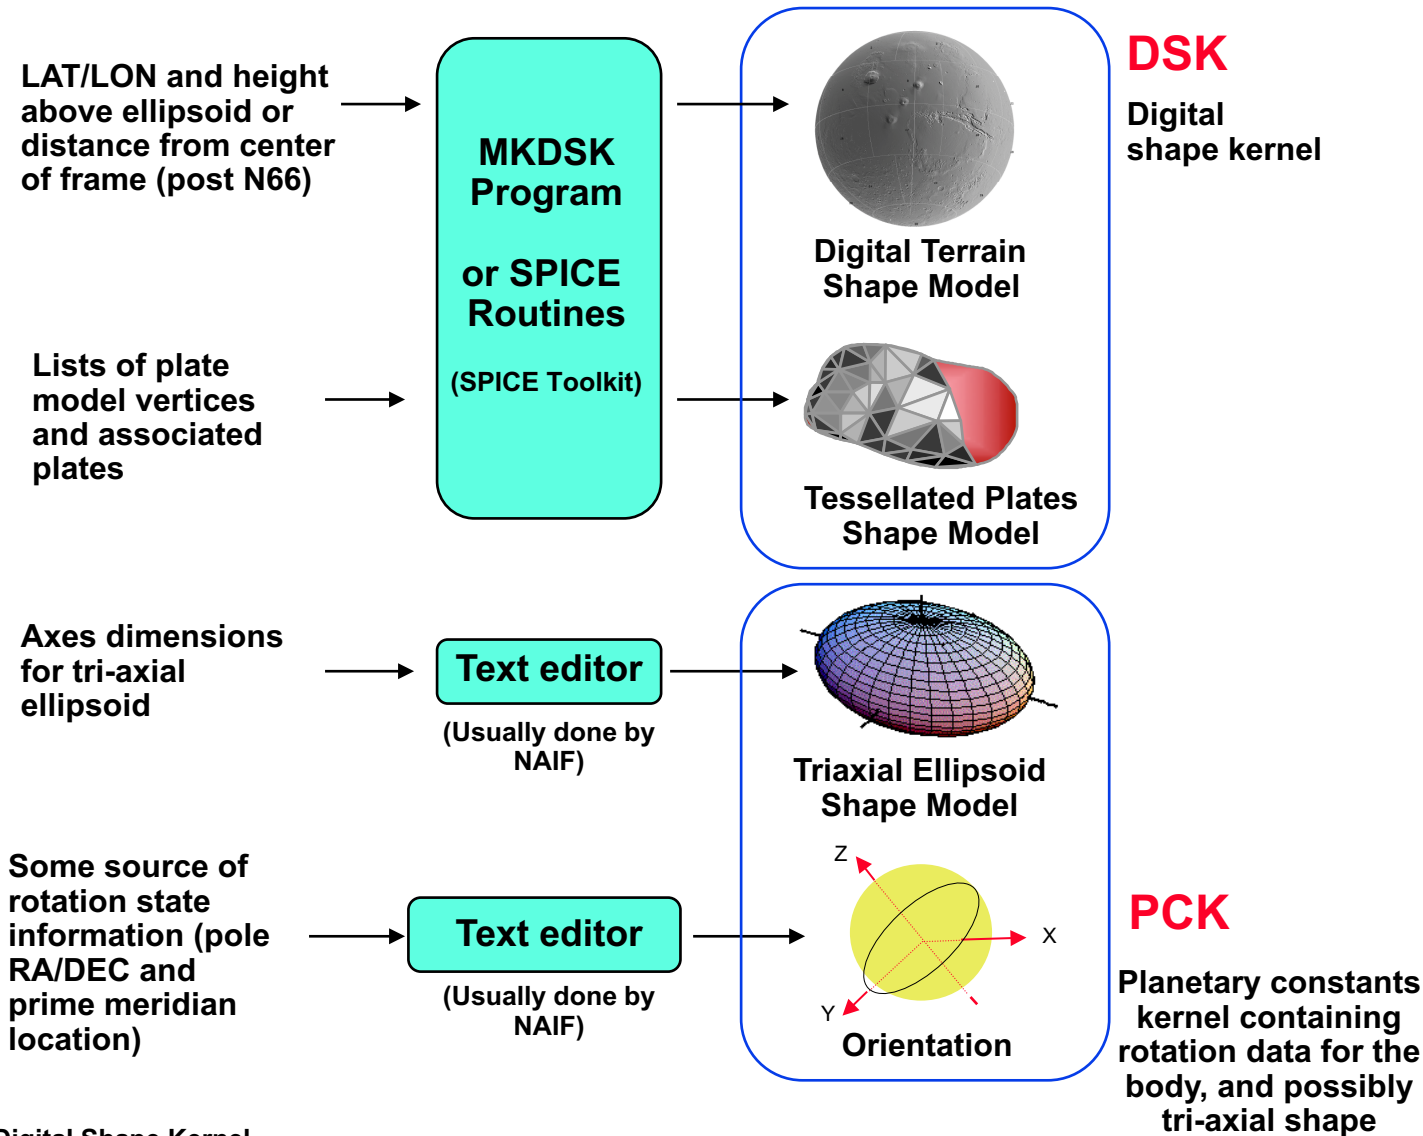 LAT/LON and height
above ellipsoid or
distance from center
of frame (post N66)
MKDSK
Program
or SPICE
Routines
(SPICE Toolkit)
Digital Terrain
Shape Model
DSK
Digital
shape kernel
Lists of plate
model vertices
and associated
plates
Tessellated Plates
Shape Model
Axes dimensions
for tri-axial
ellipsoid
Text editor
(Usually done by
NAIF)
Triaxial Ellipsoid
Shape Model
Some source of
rotation state
information (pole
RA/DEC and
prime meridian
location)
Text editor
(Usually done by
NAIF)
Z
X
Y
Orientation
PCK
Planetary constants
kernel containing
rotation data for the
body, and possibly
tri-axial shape
Digital Shape Kernel